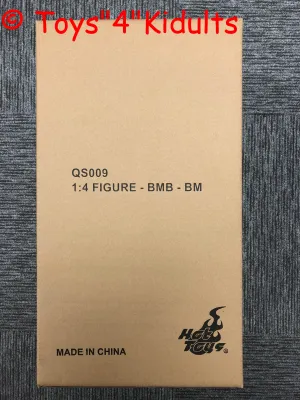 © Toys"4"Kidults
QS009
1:4 FIGURE - BMB - BM
Hot
Toys®
MADE IN CHINA